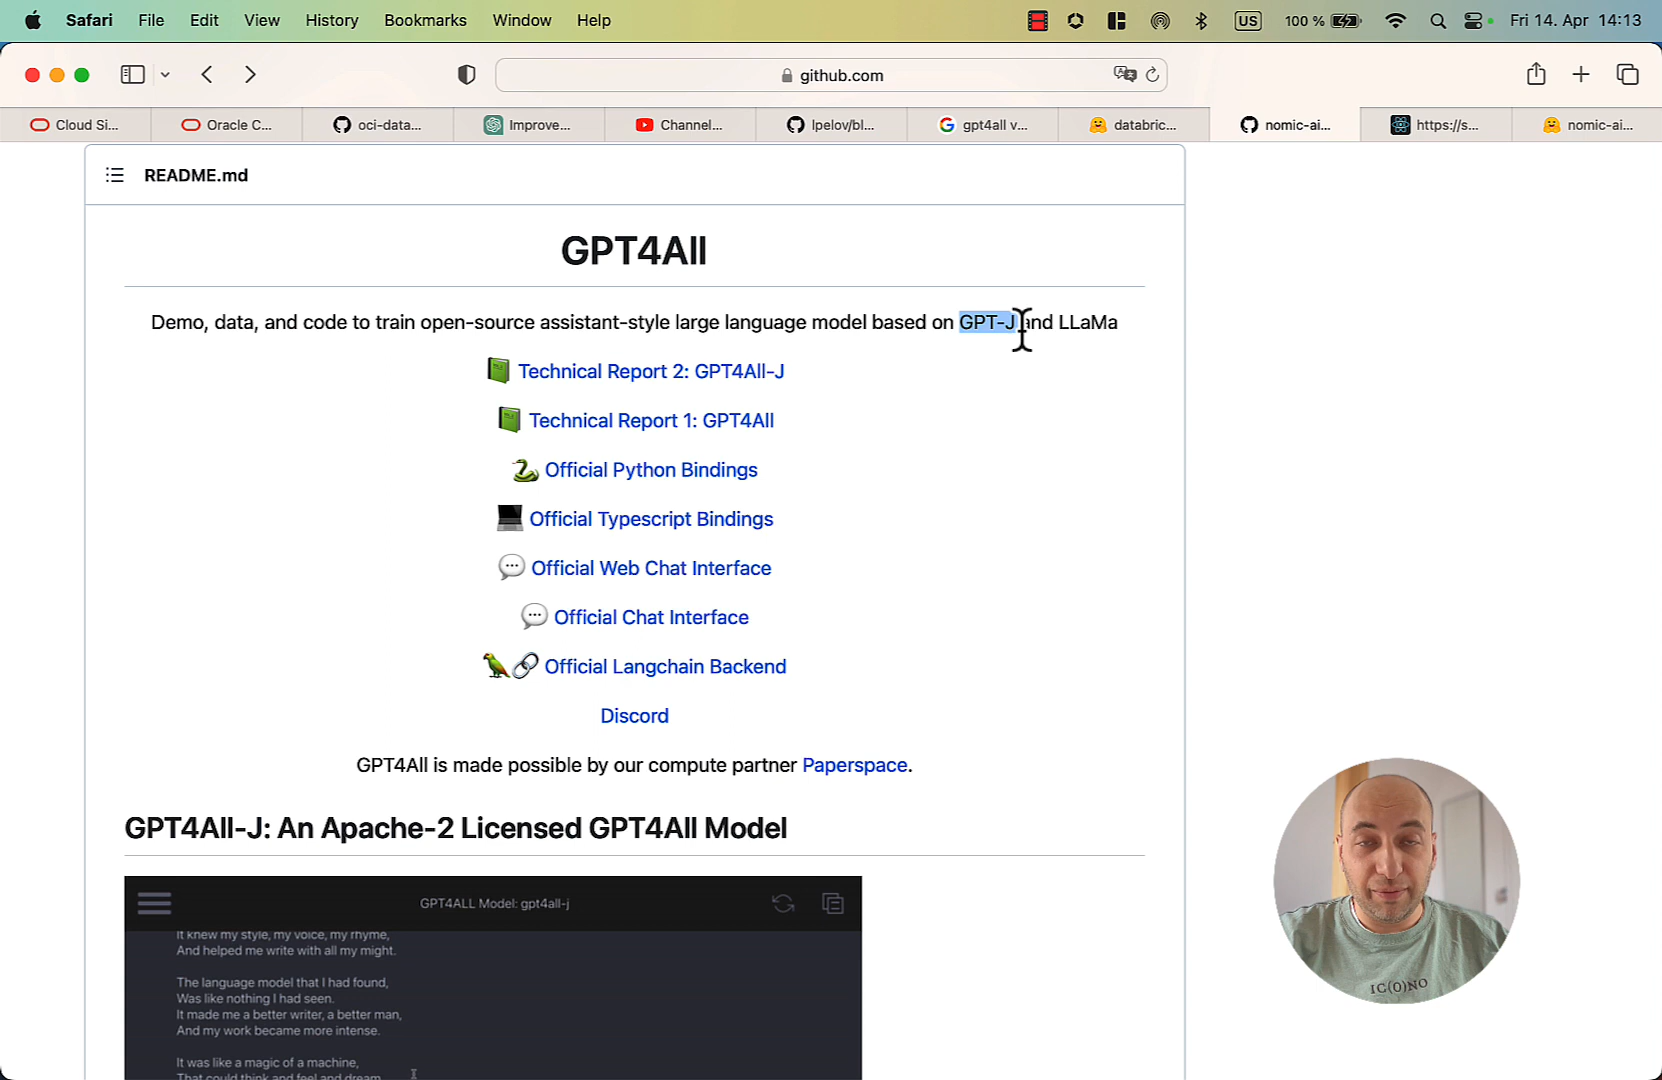 Safari File Edit View History Bookmarks Window Help US 100 % Fri 14. Apr 14:13
github.com
Cloud Si... Oracle C... oci-data... Improve... Channel... lpelov/bl... gpt4all v... databric... nomic-ai... https://s... nomic-ai...
README.md
GPT4All
Demo, data, and code to train open-source assistant-style large language model based on GPT-J and LLaMa
Technical Report 2: GPT4All-J
Technical Report 1: GPT4All
Official Python Bindings
Official Typescript Bindings
Official Web Chat Interface
Official Chat Interface
Official Langchain Backend
Discord
GPT4All is made possible by our compute partner Paperspace.
GPT4All-J: An Apache-2 Licensed GPT4All Model
GPT4ALL Model: gpt4all-j
It knew my style, my voice, my rhyme,
And helped me write with all my might.
The language model that I had found,
Was like nothing I had seen.
It made me a better writer, a better man,
And my work became more intense.
It was like a magic of a machine,
That could think and feel and dream
IC(O)NO